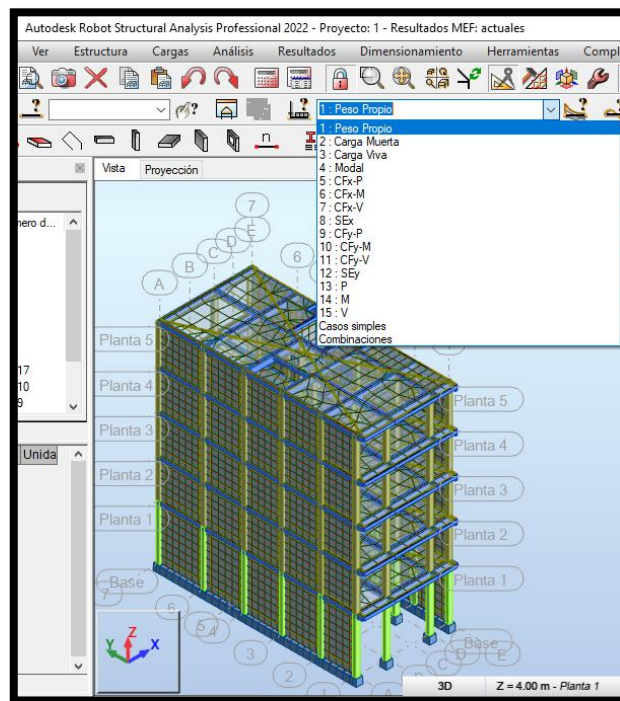 Autodesk Robot Structural Analysis Professional 2022 - Proyecto: 1 - Resultados MEF: actuales
Ver Estructura Cargas Análisis Resultados Dimensionamiento Herramientas Compl
1 : Peso Propio
1 : Peso Propio
2 : Carga Muerta
3 : Carga Viva
4 : Modal
5 : CFx-P
6 : CFx-M
7 : CFx-V
8 : SEx
9 : CFy-P
10 : CFy-M
11 : CFy-V
12 : SEy
13 : P
14 : M
15 : V
Casos simples
Combinaciones
n
Vista Proyección
nero d...
17
10
9
Unida
7
E
D
C
B
A
6
Planta 5
Planta 4
Planta 3
Planta 2
Planta 1
Base
Planta 5
Planta 4
Planta 3
Planta 2
Planta 1
Base
7
6
5
4
3
2
1
A
B
C
D
E
Z
Y
X
3D Z = 4.00 m - Planta 1